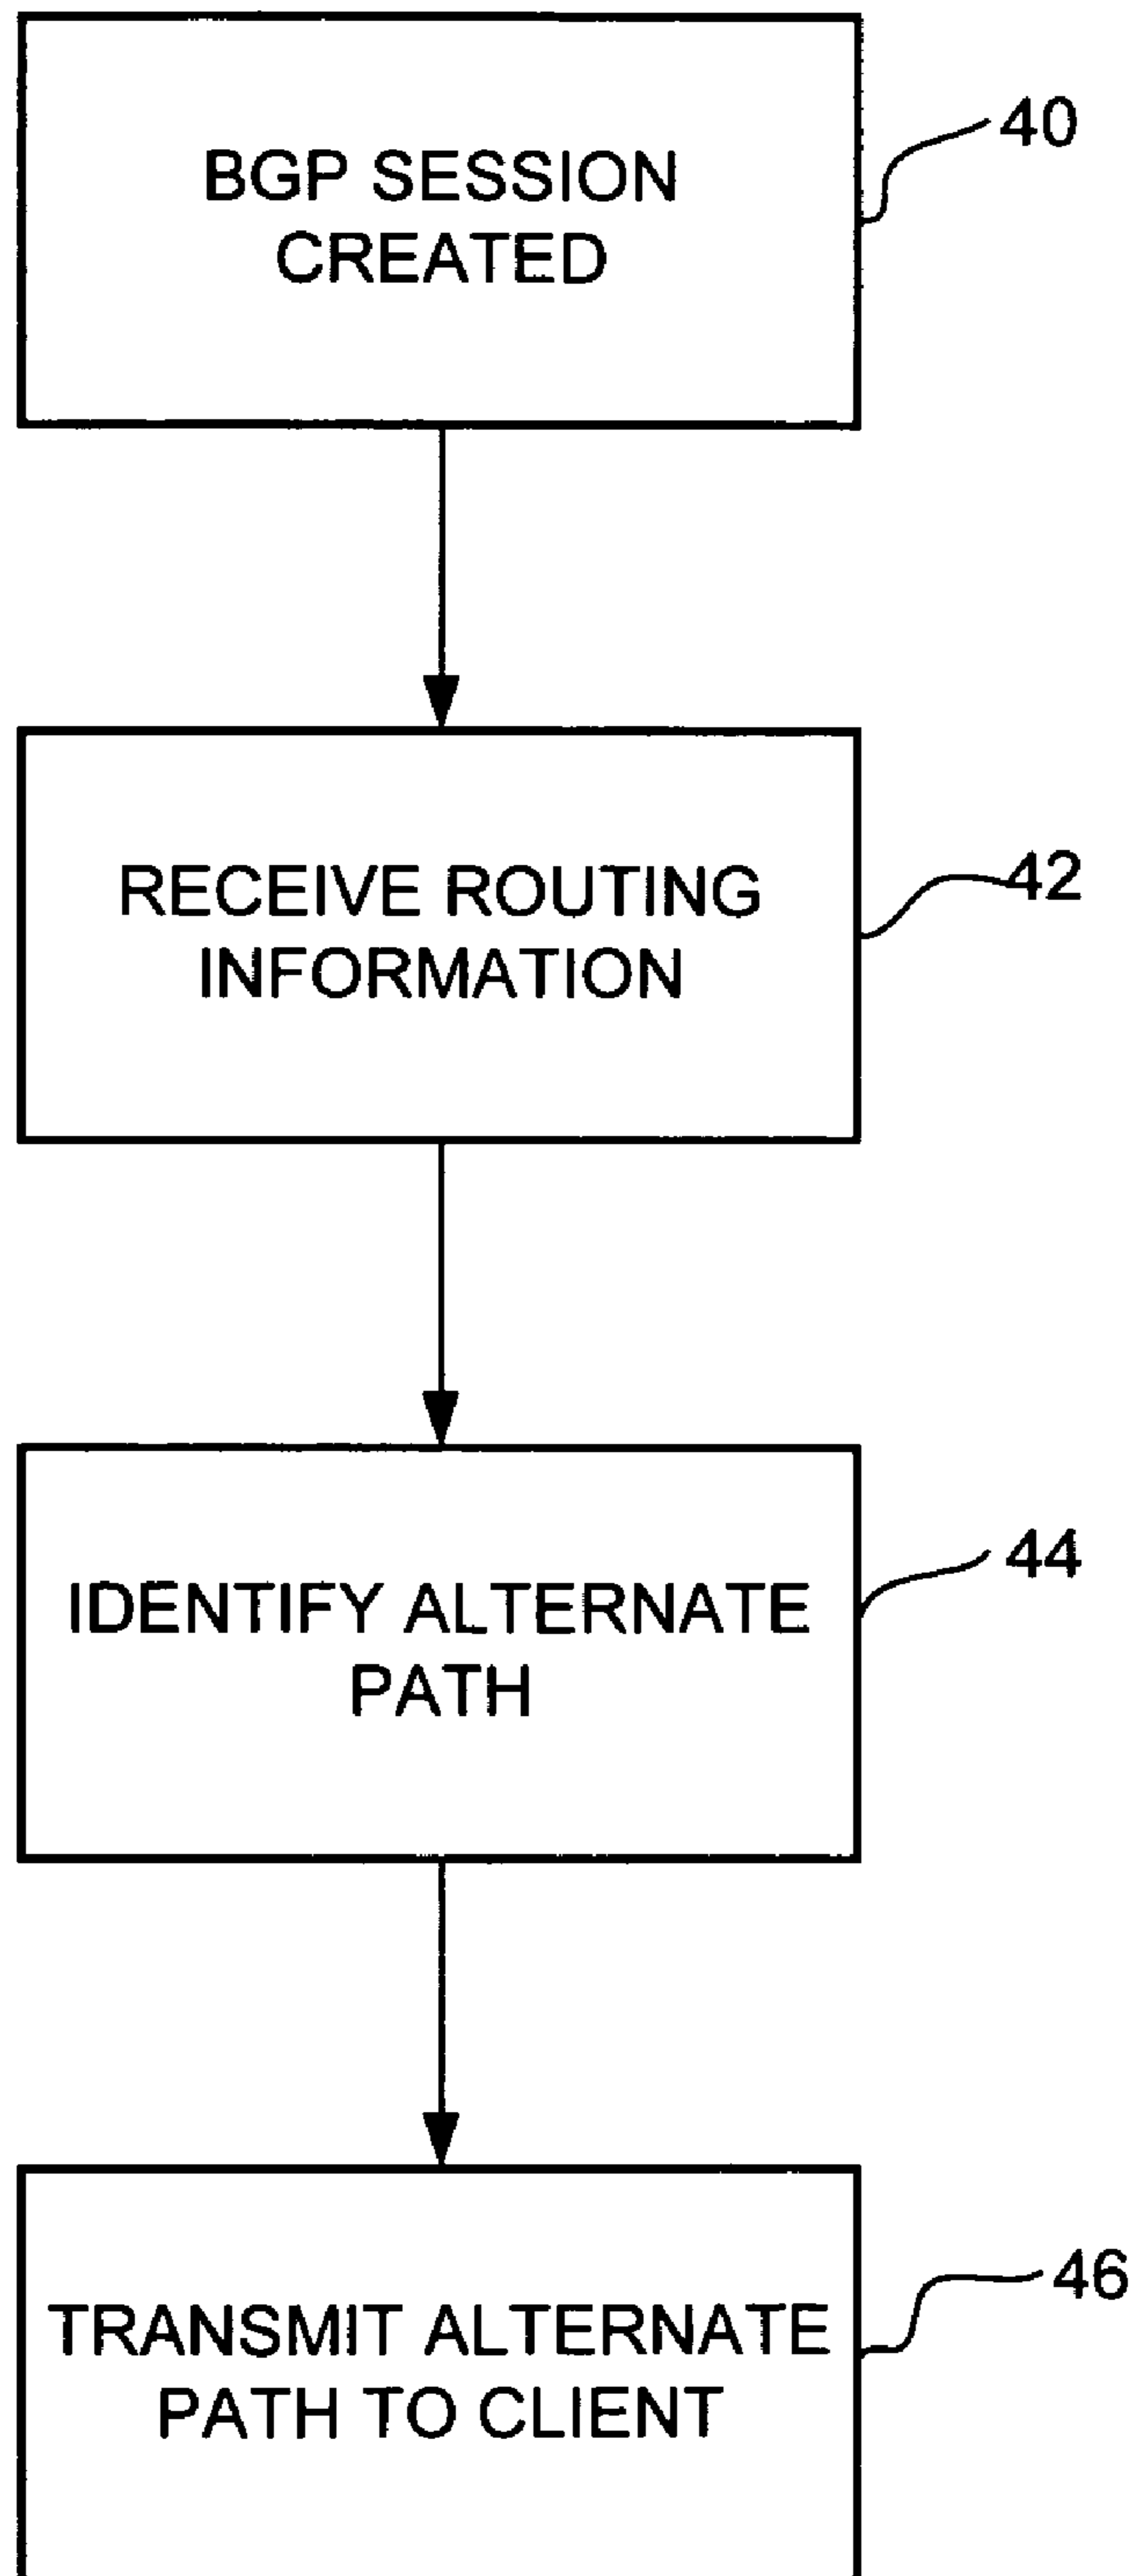 BGP SESSION
CREATED
40
RECEIVE ROUTING
INFORMATION
42
IDENTIFY ALTERNATE
PATH
44
TRANSMIT ALTERNATE
PATH TO CLIENT
46